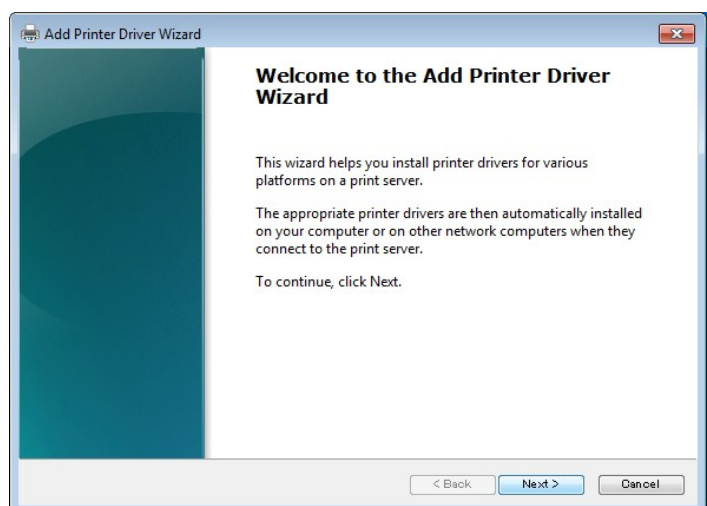 Add Printer Driver Wizard
Welcome to the Add Printer Driver
Wizard
This wizard helps you install printer drivers for various
platforms on a print server.
The appropriate printer drivers are then automatically installed
on your computer or on other network computers when they
connect to the print server.
To continue, click Next.
< Back Next > Cancel